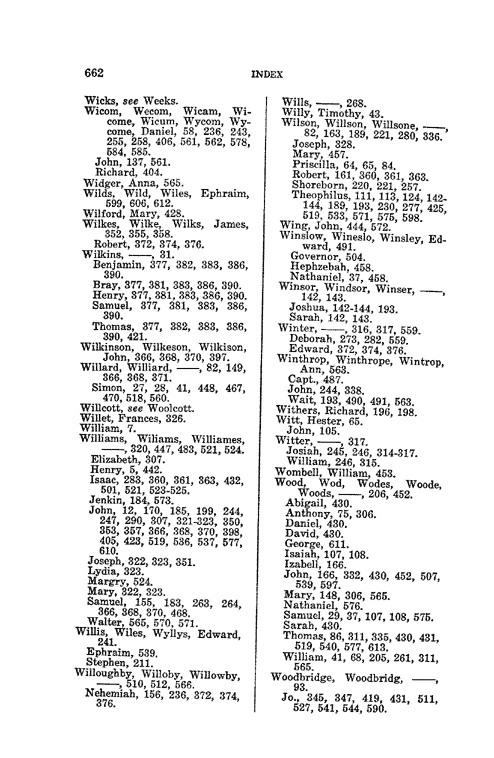 662
INDEX
Wicks, see Weeks.
Wicom, Wecom, Wicam, Wi-
come, Wicum, Wycom, Wy-
come, Daniel, 58, 236, 243,
255, 258, 406, 561, 562, 578,
584, 585.
John, 137, 561.
Richard, 404.
Widger, Anna, 565.
Wilds, Wild, Wiles, Ephraim,
599, 606, 612.
Wilford, Mary, 428.
Wilkes, Wilke, Wilks, James,
352, 355, 358.
Robert, 372, 374, 376.
Wilkins, ——, 31.
Benjamin, 377, 382, 383, 386,
390.
Bray, 377, 381, 383, 386, 390.
Henry, 377, 381, 383, 386, 390.
Samuel, 377, 381, 383, 386,
390.
Thomas, 377, 382, 383, 386,
390, 421.
Wilkinson, Wilkeson, Wilkison,
John, 366, 368, 370, 397.
Willard, Williard, ——, 82, 149,
366, 368, 371.
Simon, 27, 28, 41, 448, 467,
470, 518, 560.
Willcott, see Woolcott.
Willet, Frances, 326.
William, 7.
Williams, Wiliams, Williames,
——, 320, 447, 483, 521, 524.
Elizabeth, 307.
Henry, 5, 442.
Isaac, 283, 360, 361, 363, 432,
501, 521, 523-525.
Jenkin, 184, 573.
John, 12, 170, 185, 199, 244,
247, 290, 307, 321-323, 350,
353, 357, 366, 368, 370, 398,
405, 423, 519, 536, 537, 577,
610.
Joseph, 322, 323, 351.
Lydia, 323.
Margry, 524.
Mary, 322, 323.
Samuel, 155, 183, 263, 264,
366, 368, 370, 468.
Walter, 565, 570, 571.
Willis, Wiles, Wyllys, Edward,
241.
Ephraim, 539.
Stephen, 211.
Willoughby, Willoby, Willowby,
——, 510, 512, 566.
Nehemiah, 156, 236, 372, 374,
376.
Wills, ——, 268.
Willy, Timothy, 43.
Wilson, Willson, Willsone, ——,
82, 163, 189, 221, 280, 336.
Joseph, 328.
Mary, 457.
Priscilla, 64, 65, 84.
Robert, 161, 360, 361, 363.
Shoreborn, 220, 221, 257.
Theophilus, 111, 113, 124, 142-
144, 189, 193, 230, 277, 425,
519, 533, 571, 575, 598.
Wing, John, 444, 572.
Winslow, Wineslo, Winsley, Ed-
ward, 491.
Governor, 504.
Hephzebah, 458.
Nathaniel, 37, 458.
Winsor, Windsor, Winser, ——,
142, 143.
Joshua, 142-144, 193.
Sarah, 142, 143.
Winter, ——, 316, 317, 559.
Deborah, 273, 282, 559.
Edward, 372, 374, 376.
Winthrop, Winthrope, Wintrop,
Ann, 563.
Capt., 487.
John, 244, 338.
Wait, 193, 490, 491, 563.
Withers, Richard, 196, 198.
Witt, Hester, 65.
John, 105.
Witter, ——, 317.
Josiah, 245, 246, 314-317.
William, 246, 315.
Wombell, William, 453.
Wood, Wod, Wodes, Woode,
Woods, ——, 206, 452.
Abigail, 430.
Anthony, 75, 306.
Daniel, 430.
David, 430.
George, 611.
Isaiah, 107, 108.
Izabell, 166.
John, 166, 332, 430, 452, 507,
539, 597.
Mary, 148, 306, 565.
Nathaniel, 576.
Samuel, 29, 37, 107, 108, 575.
Sarah, 430.
Thomas, 86, 311, 335, 430, 431,
519, 540, 577, 613.
William, 41, 68, 205, 261, 311,
565.
Woodbridge, Woodbridg, ——,
93.
Jo., 345, 347, 419, 431, 511,
527, 541, 544, 590.